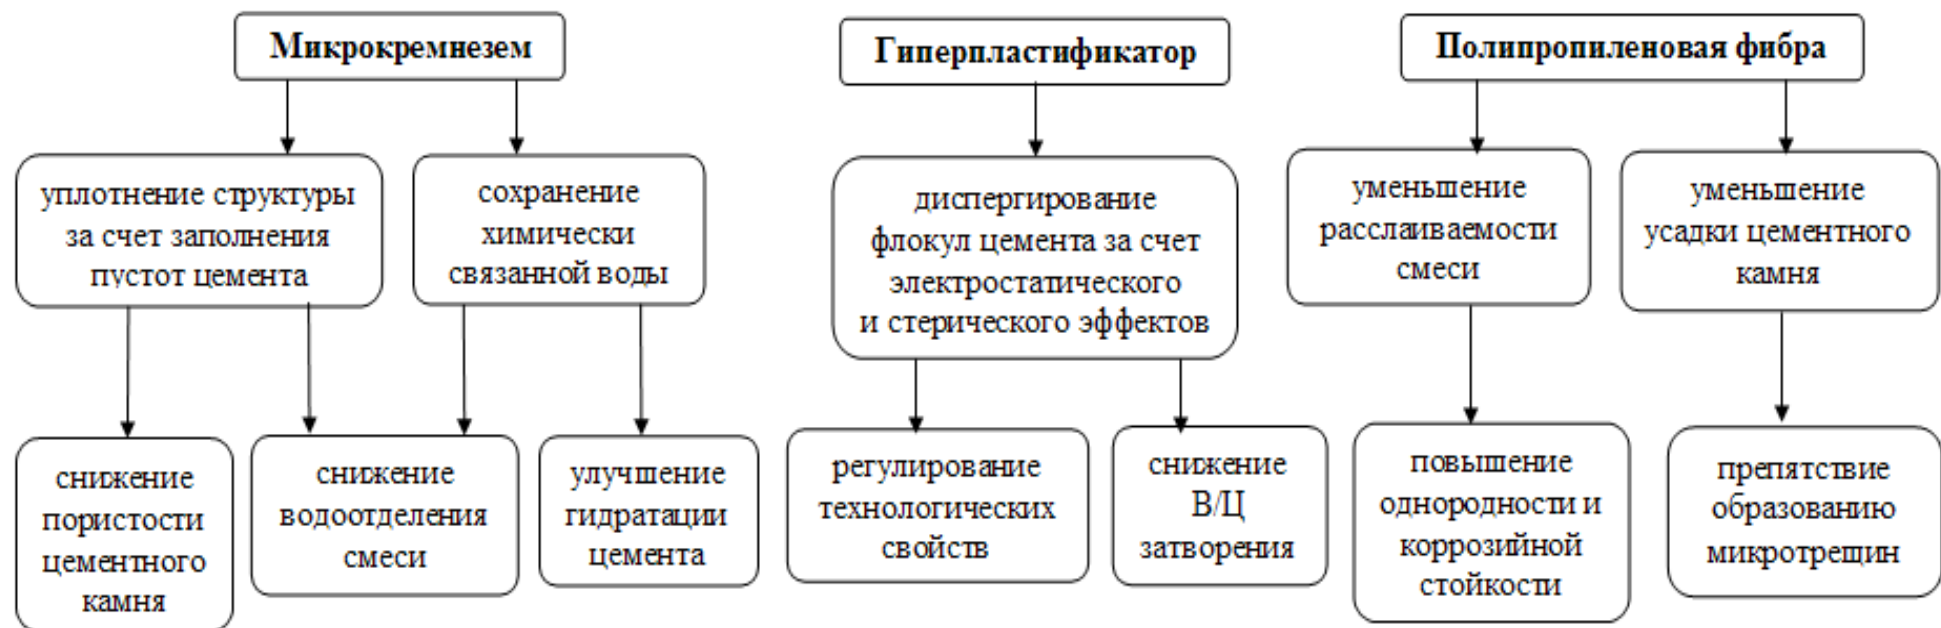 Микрокремнезем
Гиперпластификатор
Полипропиленовая фибра
уплотнение структуры
за счет заполнения
пустот цемента
сохранение
химически
связанной воды
диспергирование
флокул цемента за счет
электростатического
и стерического эффектов
уменьшение
расслаиваемости
смеси
уменьшение
усадки цементного
камня
снижение
пористости
цементного
камня
снижение
водоотделения
смеси
улучшение
гидратации
цемента
регулирование
технологических
свойств
снижение
В/Ц
затворения
повышение
однородности и
коррозийной
стойкости
препятствие
образованию
микротрещин